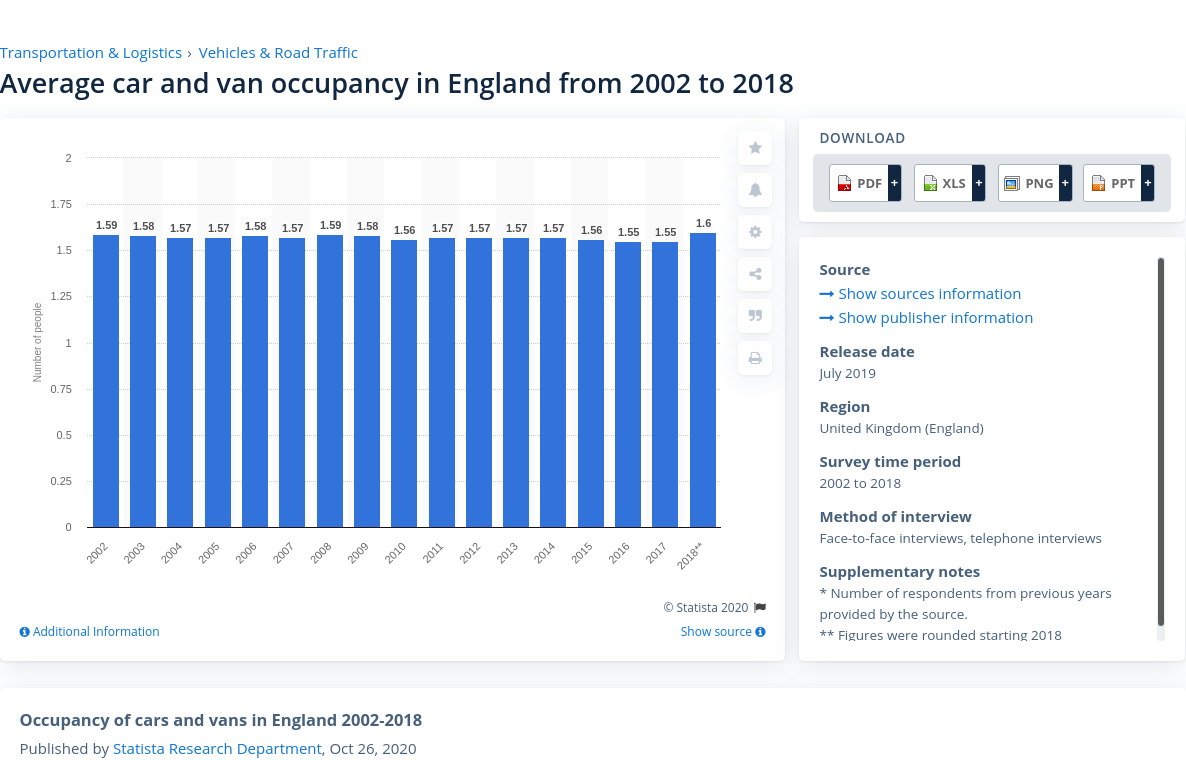 Transportation & Logistics › Vehicles & Road Traffic
Average car and van occupancy in England from 2002 to 2018
2
1.75
1.5
1.25
1
0.75
0.5
0.25
0
Number of people
1.59 1.58 1.57 1.57 1.58 1.57 1.59 1.58 1.56 1.57 1.57 1.57 1.57 1.56 1.55 1.55 1.6
2002 2003 2004 2005 2006 2007 2008 2009 2010 2011 2012 2013 2014 2015 2016 2017 2018**
© Statista 2020
Additional Information
Show source
DOWNLOAD
PDF + XLS + PNG + PPT +
Source
Show sources information
Show publisher information
Release date
July 2019
Region
United Kingdom (England)
Survey time period
2002 to 2018
Method of interview
Face-to-face interviews, telephone interviews
Supplementary notes
* Number of respondents from previous years
provided by the source.
** Figures were rounded starting 2018
Occupancy of cars and vans in England 2002-2018
Published by Statista Research Department, Oct 26, 2020